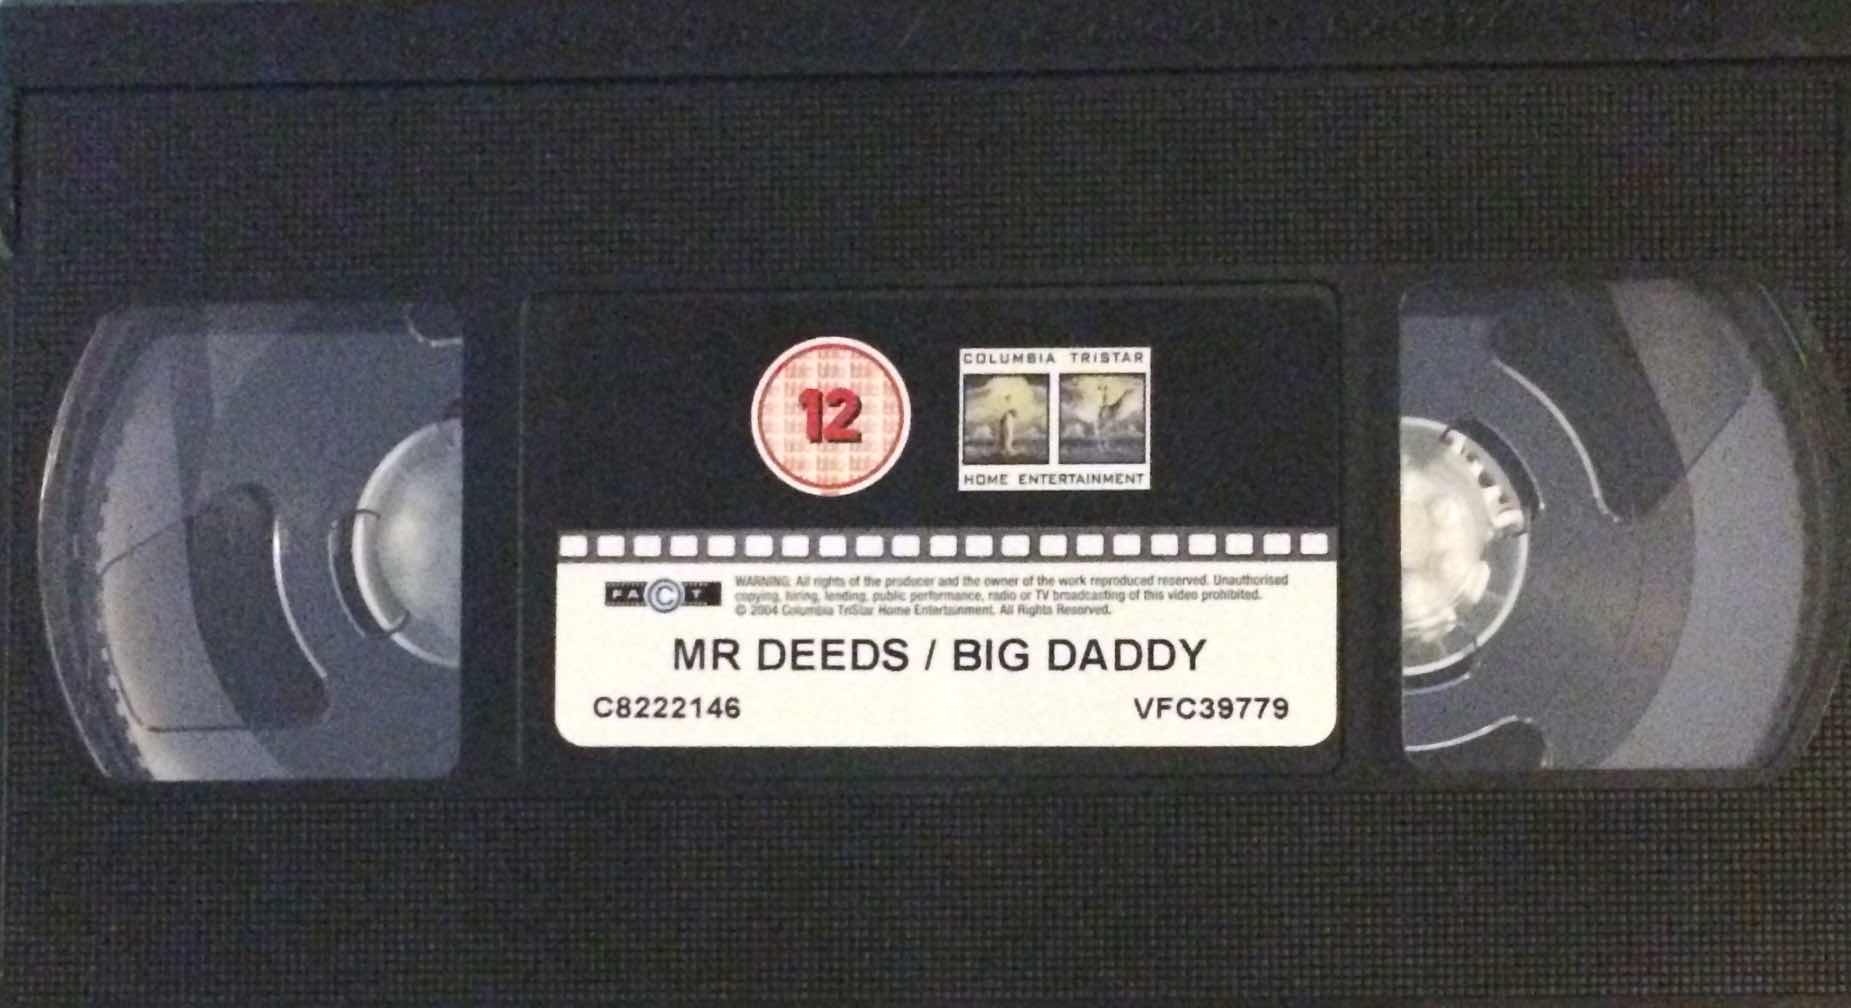 12
COLUMBIA TRISTAR
HOME ENTERTAINMENT
FACT
WARNING: All rights of the producer and the owner of the work reproduced reserved. Unauthorised
copying, hiring, lending, public performance, radio or TV broadcasting of this video prohibited.
© 2004 Columbia TriStar Home Entertainment. All Rights Reserved.
MR DEEDS / BIG DADDY
C8222146 VFC39779